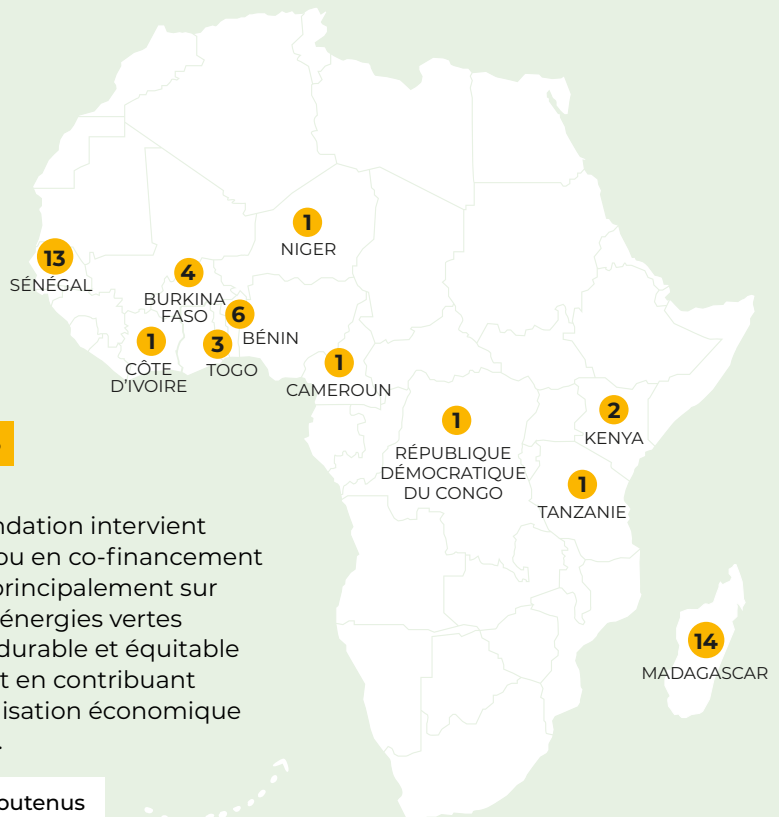 1
NIGER
13
SÉNÉGAL
4
BURKINA
FASO
6
BÉNIN
1
CÔTE
D'IVOIRE
3
TOGO
1
CAMEROUN
1
RÉPUBLIQUE
DÉMOCRATIQUE
DU CONGO
2
KENYA
1
TANZANIE
14
MADAGASCAR
ndation intervient
ou en co-financement
principalement sur
énergies vertes
durable et équitable
t en contribuant
lisation économique
.
outenus